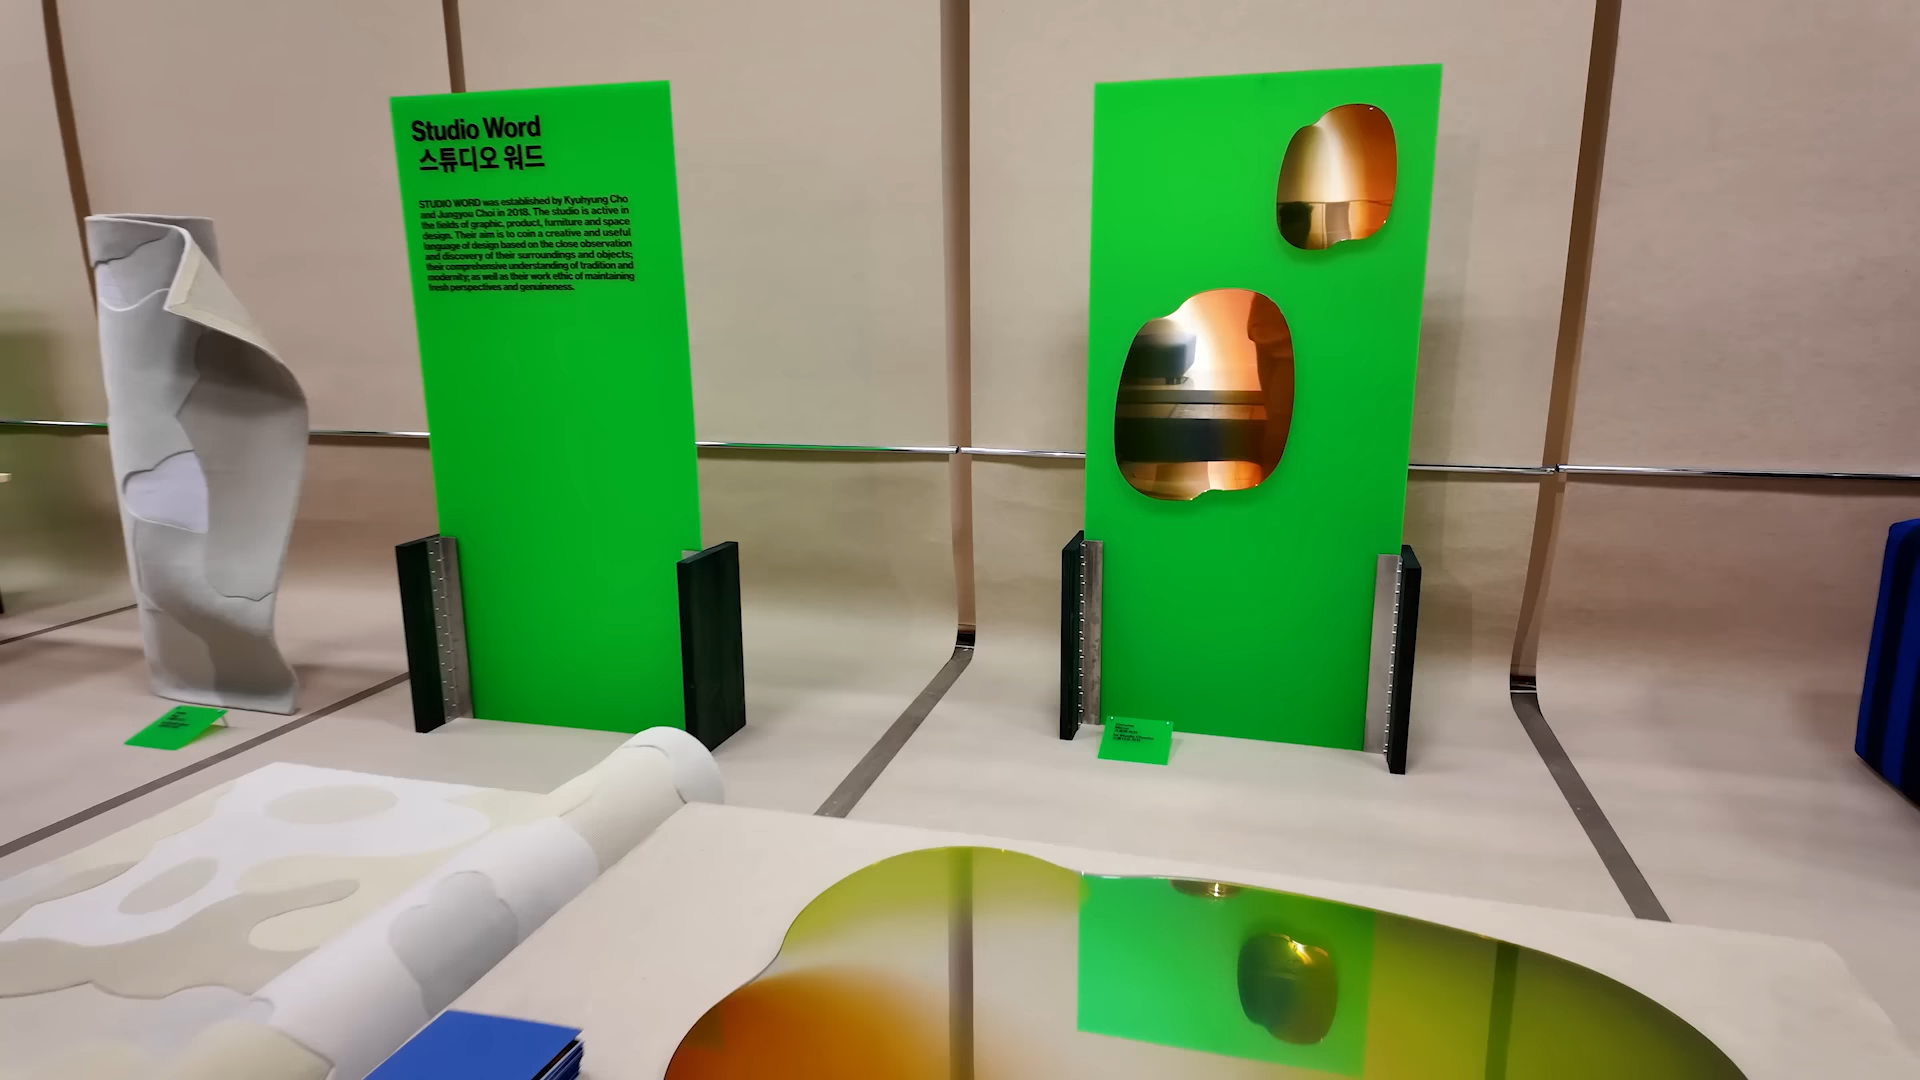 Studio Word
스튜디오 워드
STUDIO WORD was established by Kyuhyung Cho
and Jungyou Choi in 2018. The studio is active in
the fields of graphic, product, furniture and space
design. Their aim is to coin a creative and useful
language of design based on the close observation
and discovery of their surroundings and objects;
their comprehensive understanding of tradition and
modernity; as well as their work ethic of maintaining
fresh perspectives and genuineness.